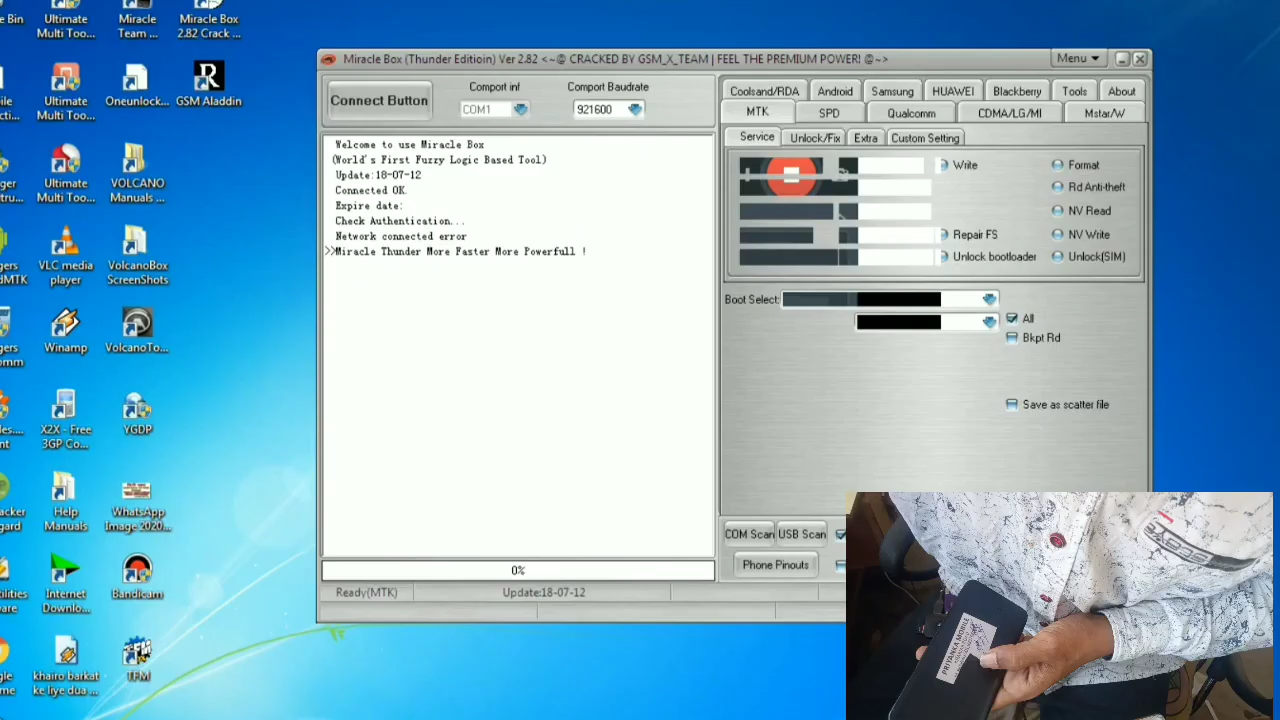 e Bin
Ultimate
Multi Too...
Miracle
Team ...
Miracle Box
2.82 Crack ...
Ultimate
Multi Too...
Oneunlock...
GSM Aladdin
Ultimate
Multi Too...
VOLCANO
Manuals ...
VLC media
player
VolcanoBox
ScreenShots
Winamp
VolcanoTo...
X2X - Free
3GP Co...
YGDP
Help
Manuals
WhatsApp
Image 2020...
Internet
Downlo...
Bandicam
khairo barkat
ke liye dua ...
TFM
Miracle Box (Thunder Editioin) Ver 2.82 <~@ CRACKED BY GSM_X_TEAM | FEEL THE PREMIUM POWER! @~>
Menu
Connect Button
Comport inf
Comport Baudrate
COM1
921600
Coolsand/RDA
Android
Samsung
HUAWEI
Blackberry
Tools
About
MTK
SPD
Qualcomm
CDMA/LG/MI
Mstar/W
Service
Unlock/Fix
Extra
Custom Setting
Welcome to use Miracle Box
(World's First Fuzzy Logic Based Tool)
Update:18-07-12
Connected OK.
Expire date:
Check Authentication...
Network connected error
>>Miracle Thunder More Faster More Powerfull !
Write
Format
Rd Anti-theft
NV Read
Repair FS
NV Write
Unlock bootloader
Unlock(SIM)
Boot Select:
All
Bkpt Rd
Save as scatter file
COM Scan
USB Scan
Phone Pinouts
0%
Ready(MTK)
Update:18-07-12
PRIYANKA MOBILE